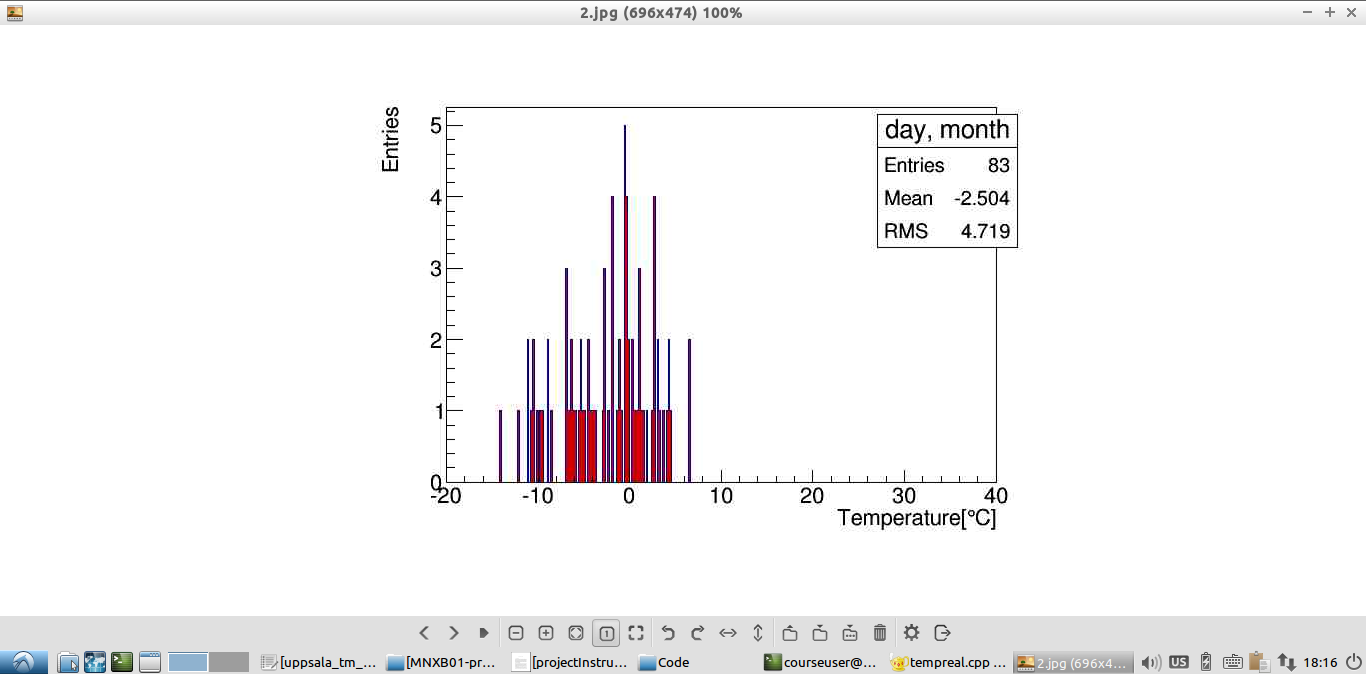 2.jpg (696x474) 100%
Entries
5
4
3
2
1
0
-20 -10 0 10 20 30 40
Temperature[°C]
day, month
Entries 83
Mean -2.504
RMS 4.719
1
[uppsala_tm_... [MNXB01-pr... [projectInstru... Code courseuser@... tempreal.cpp ... 2.jpg (696x4... US 18:16